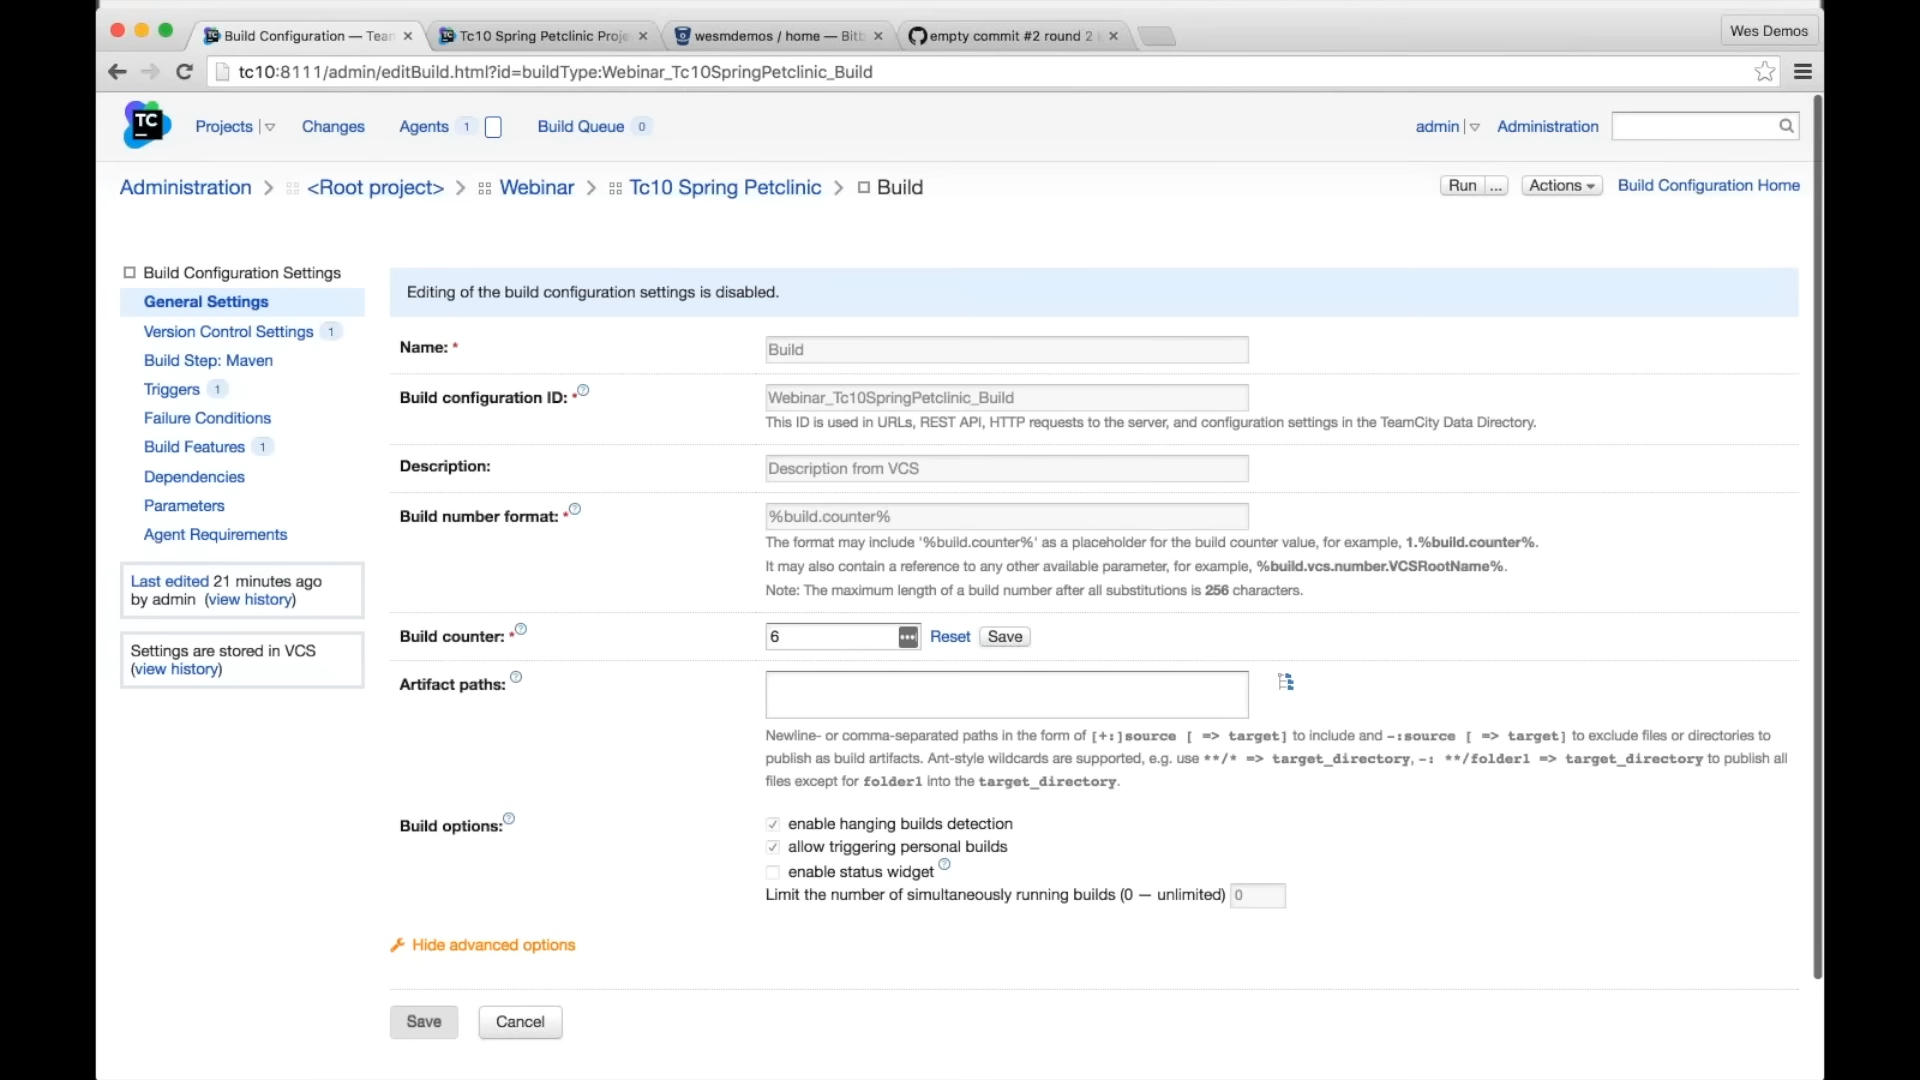 Build Configuration — Tean
Tc10 Spring Petclinic Proje
wesmdemos / home — Bitb
empty commit #2 round 2
Wes Demos
tc10:8111/admin/editBuild.html?id=buildType:Webinar_Tc10SpringPetclinic_Build
TC
Projects
Changes
Agents 1
Build Queue 0
admin
Administration
Administration > <Root project> > Webinar > Tc10 Spring Petclinic > Build
Run ...
Actions
Build Configuration Home
Build Configuration Settings
General Settings
Version Control Settings 1
Build Step: Maven
Triggers 1
Failure Conditions
Build Features 1
Dependencies
Parameters
Agent Requirements
Last edited 21 minutes ago
by admin (view history)
Settings are stored in VCS
(view history)
Editing of the build configuration settings is disabled.
Name: *
Build
Build configuration ID: *
Webinar_Tc10SpringPetclinic_Build
This ID is used in URLs, REST API, HTTP requests to the server, and configuration settings in the TeamCity Data Directory.
Description:
Description from VCS
Build number format: *
%build.counter%
The format may include '%build.counter%' as a placeholder for the build counter value, for example, 1.%build.counter%.
It may also contain a reference to any other available parameter, for example, %build.vcs.number.VCSRootName%.
Note: The maximum length of a build number after all substitutions is 256 characters.
Build counter: *
6
Reset
Save
Artifact paths:
Newline- or comma-separated paths in the form of [+:]source [ => target] to include and -:source [ => target] to exclude files or directories to
publish as build artifacts. Ant-style wildcards are supported, e.g. use **/* => target_directory, -: **/folder1 => target_directory to publish all
files except for folder1 into the target_directory.
Build options:
enable hanging builds detection
allow triggering personal builds
enable status widget
Limit the number of simultaneously running builds (0 — unlimited) 0
Hide advanced options
Save
Cancel